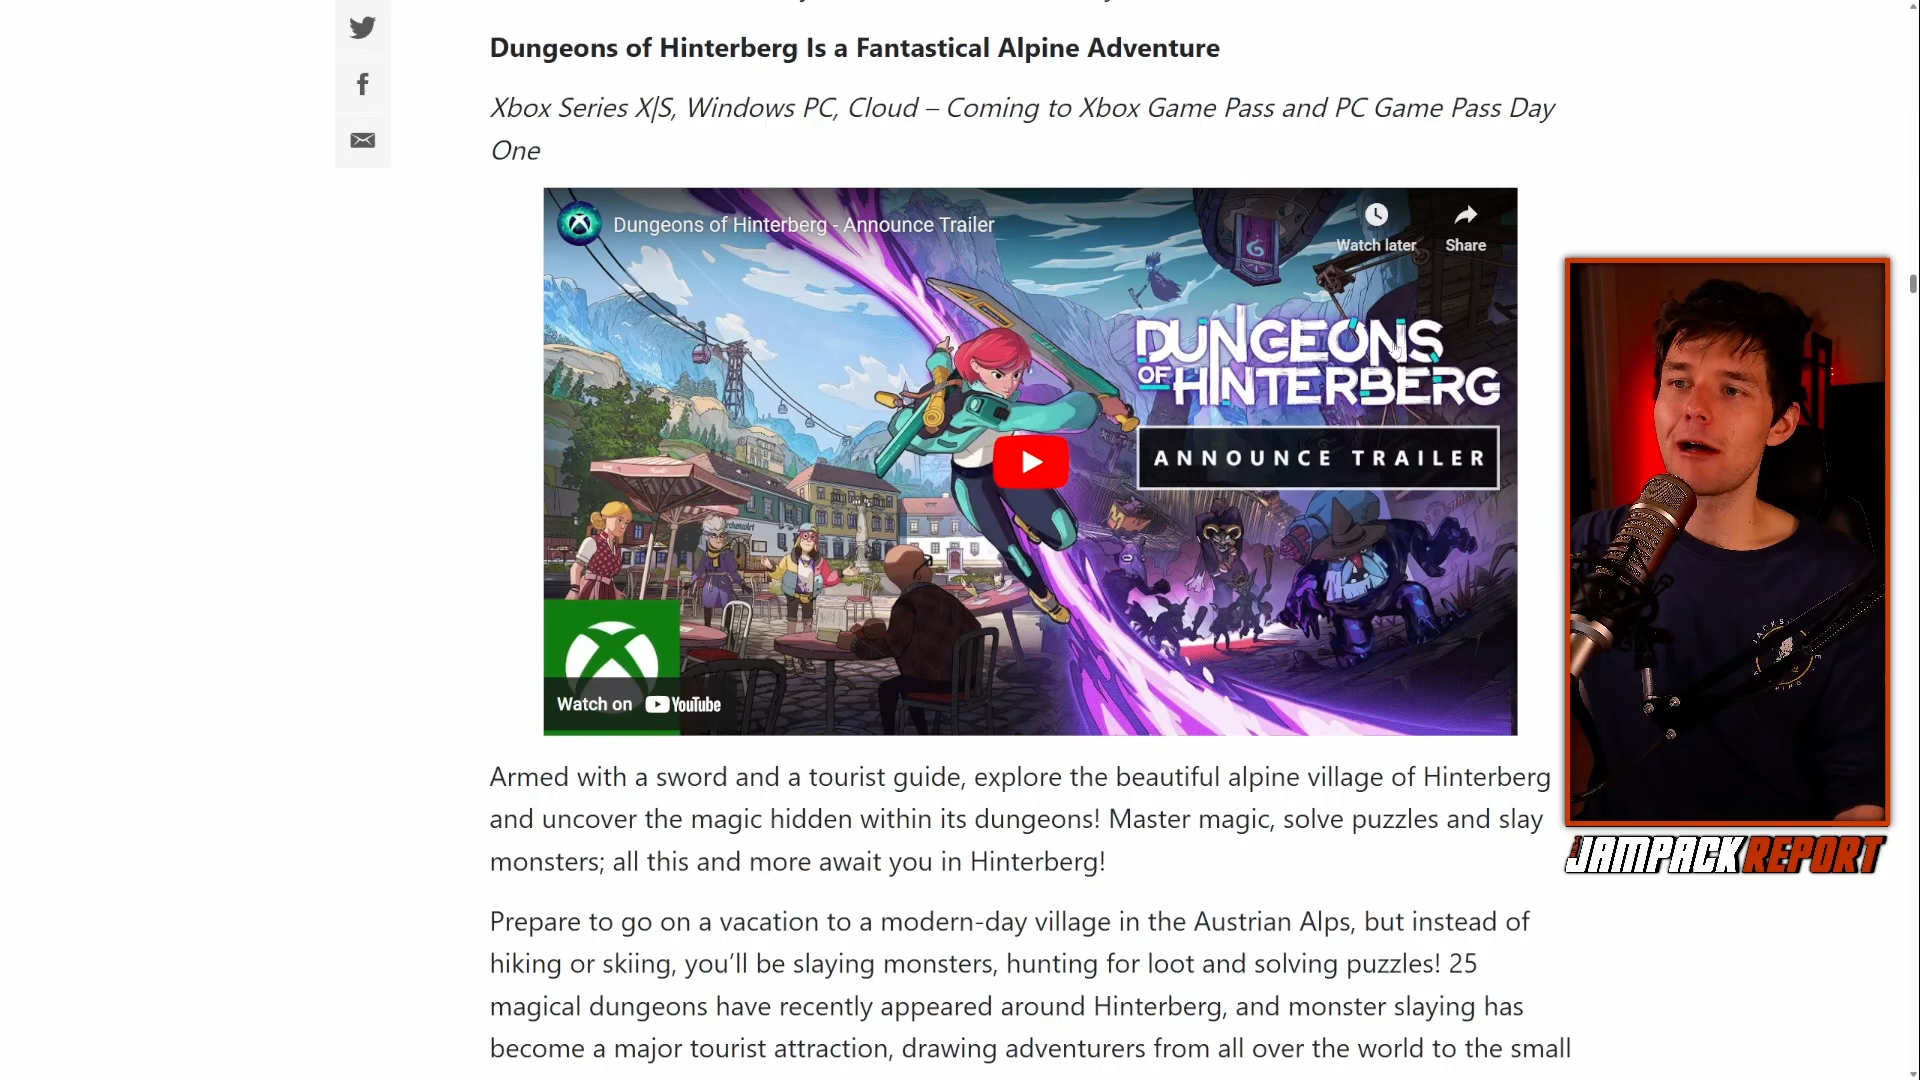 Dungeons of Hinterberg Is a Fantastical Alpine Adventure
Xbox Series X|S, Windows PC, Cloud – Coming to Xbox Game Pass and PC Game Pass Day
One
Dungeons of Hinterberg - Announce Trailer
Watch later
Share
DUNGEONS
OF HINTERBERG
ANNOUNCE TRAILER
Watch on YouTube
Armed with a sword and a tourist guide, explore the beautiful alpine village of Hinterberg
and uncover the magic hidden within its dungeons! Master magic, solve puzzles and slay
monsters; all this and more await you in Hinterberg!
JAMPACK REPORT
Prepare to go on a vacation to a modern-day village in the Austrian Alps, but instead of
hiking or skiing, you’ll be slaying monsters, hunting for loot and solving puzzles! 25
magical dungeons have recently appeared around Hinterberg, and monster slaying has
become a major tourist attraction, drawing adventurers from all over the world to the small